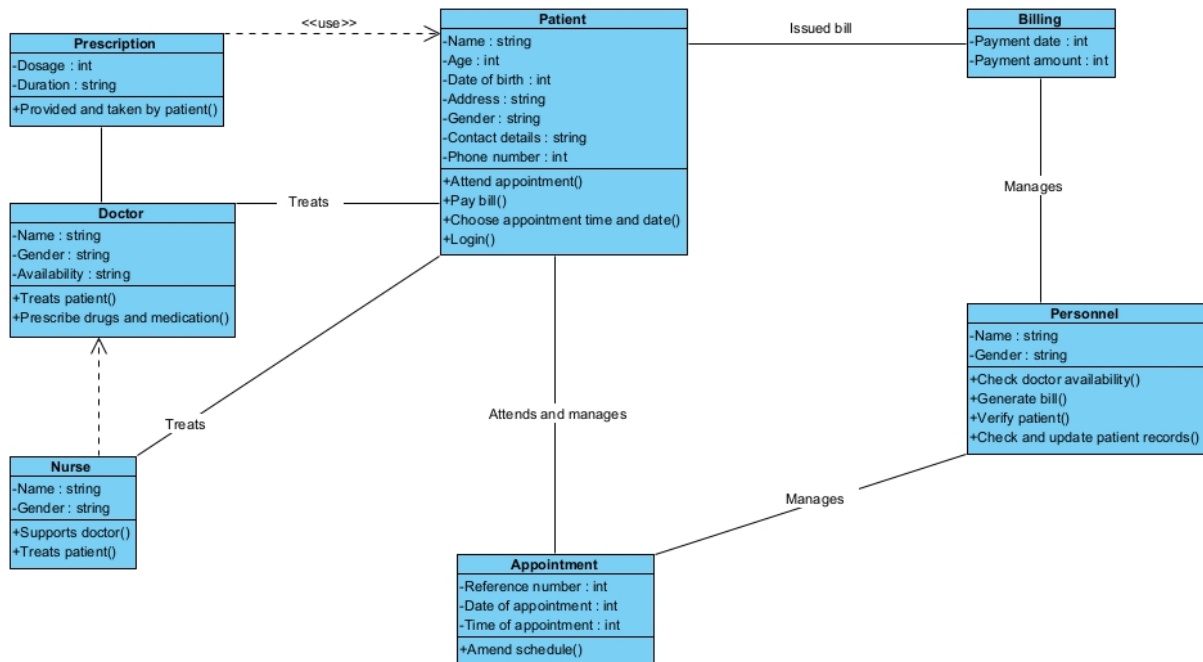 <<use>>
Prescription
-Dosage : int
-Duration : string
+Provided and taken by patient()
Patient
-Name : string
-Age : int
-Date of birth : int
-Address : string
-Gender : string
-Contact details : string
-Phone number : int
+Attend appointment()
+Pay bill()
+Choose appointment time and date()
+Login()
Issued bill
Billing
-Payment date : int
-Payment amount : int
Manages
Treats
Doctor
-Name : string
-Gender : string
-Availability : string
+Treats patient()
+Prescribe drugs and medication()
Personnel
-Name : string
-Gender : string
+Check doctor availability()
+Generate bill()
+Verify patient()
+Check and update patient records()
Treats
Attends and manages
Nurse
-Name : string
-Gender : string
+Supports doctor()
+Treats patient()
Manages
Appointment
-Reference number : int
-Date of appointment : int
-Time of appointment : int
+Amend schedule()